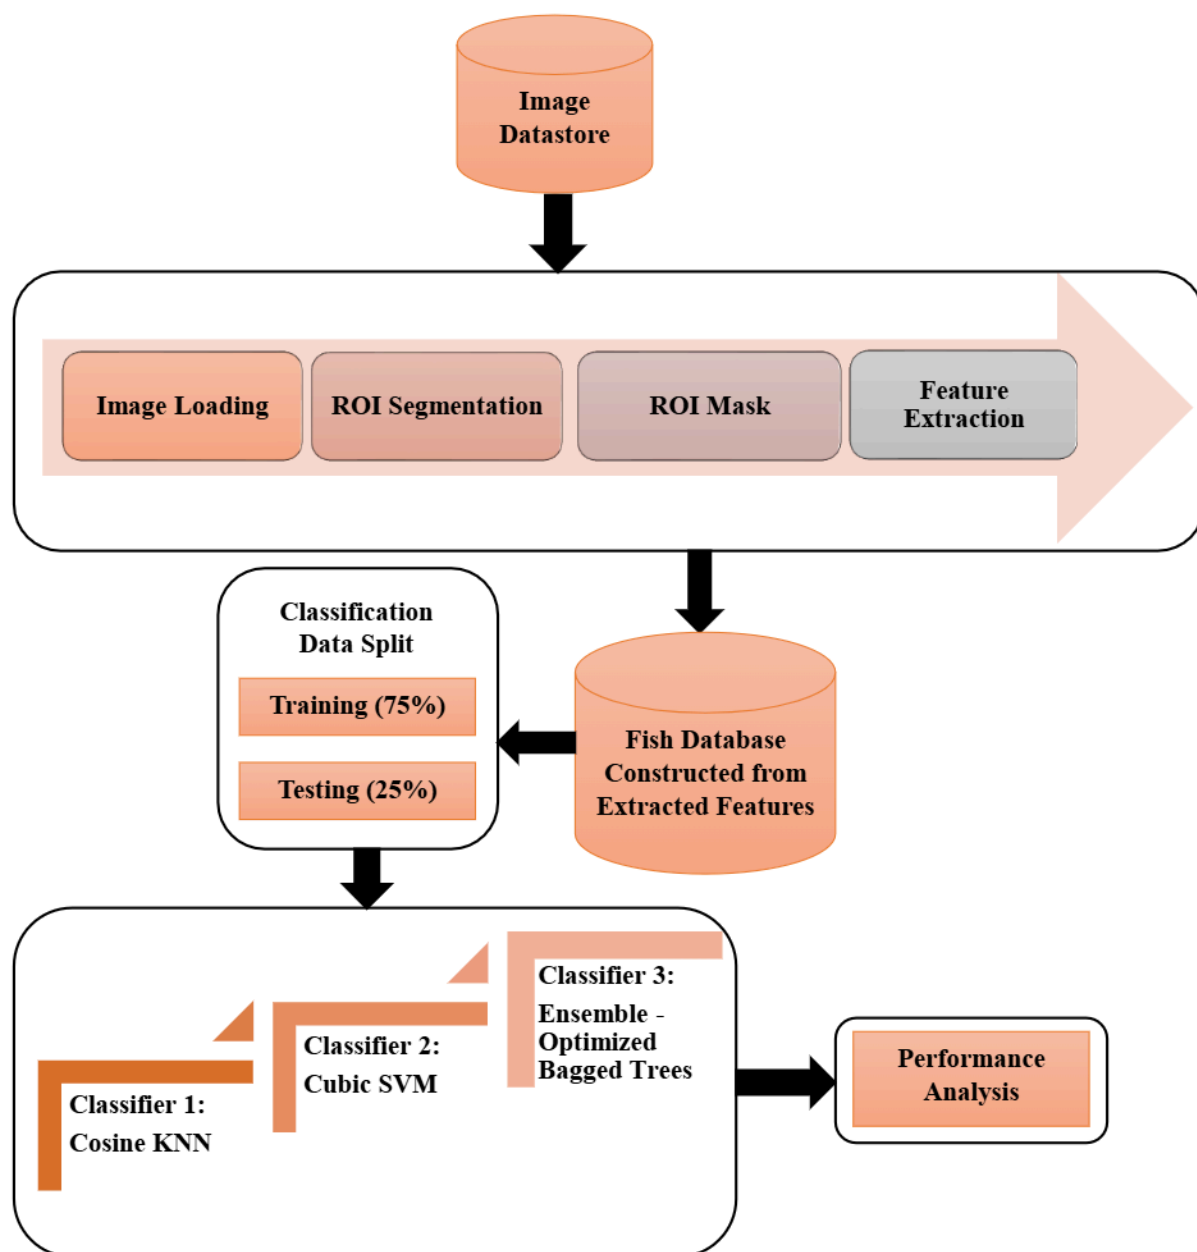 Image
Datastore
Image Loading
ROI Segmentation
ROI Mask
Feature
Extraction
Classification
Data Split
Training (75%)
Testing (25%)
Fish Database
Constructed from
Extracted Features
Classifier 1:
Cosine KNN
Classifier 2:
Cubic SVM
Classifier 3:
Ensemble -
Optimized
Bagged Trees
Performance
Analysis